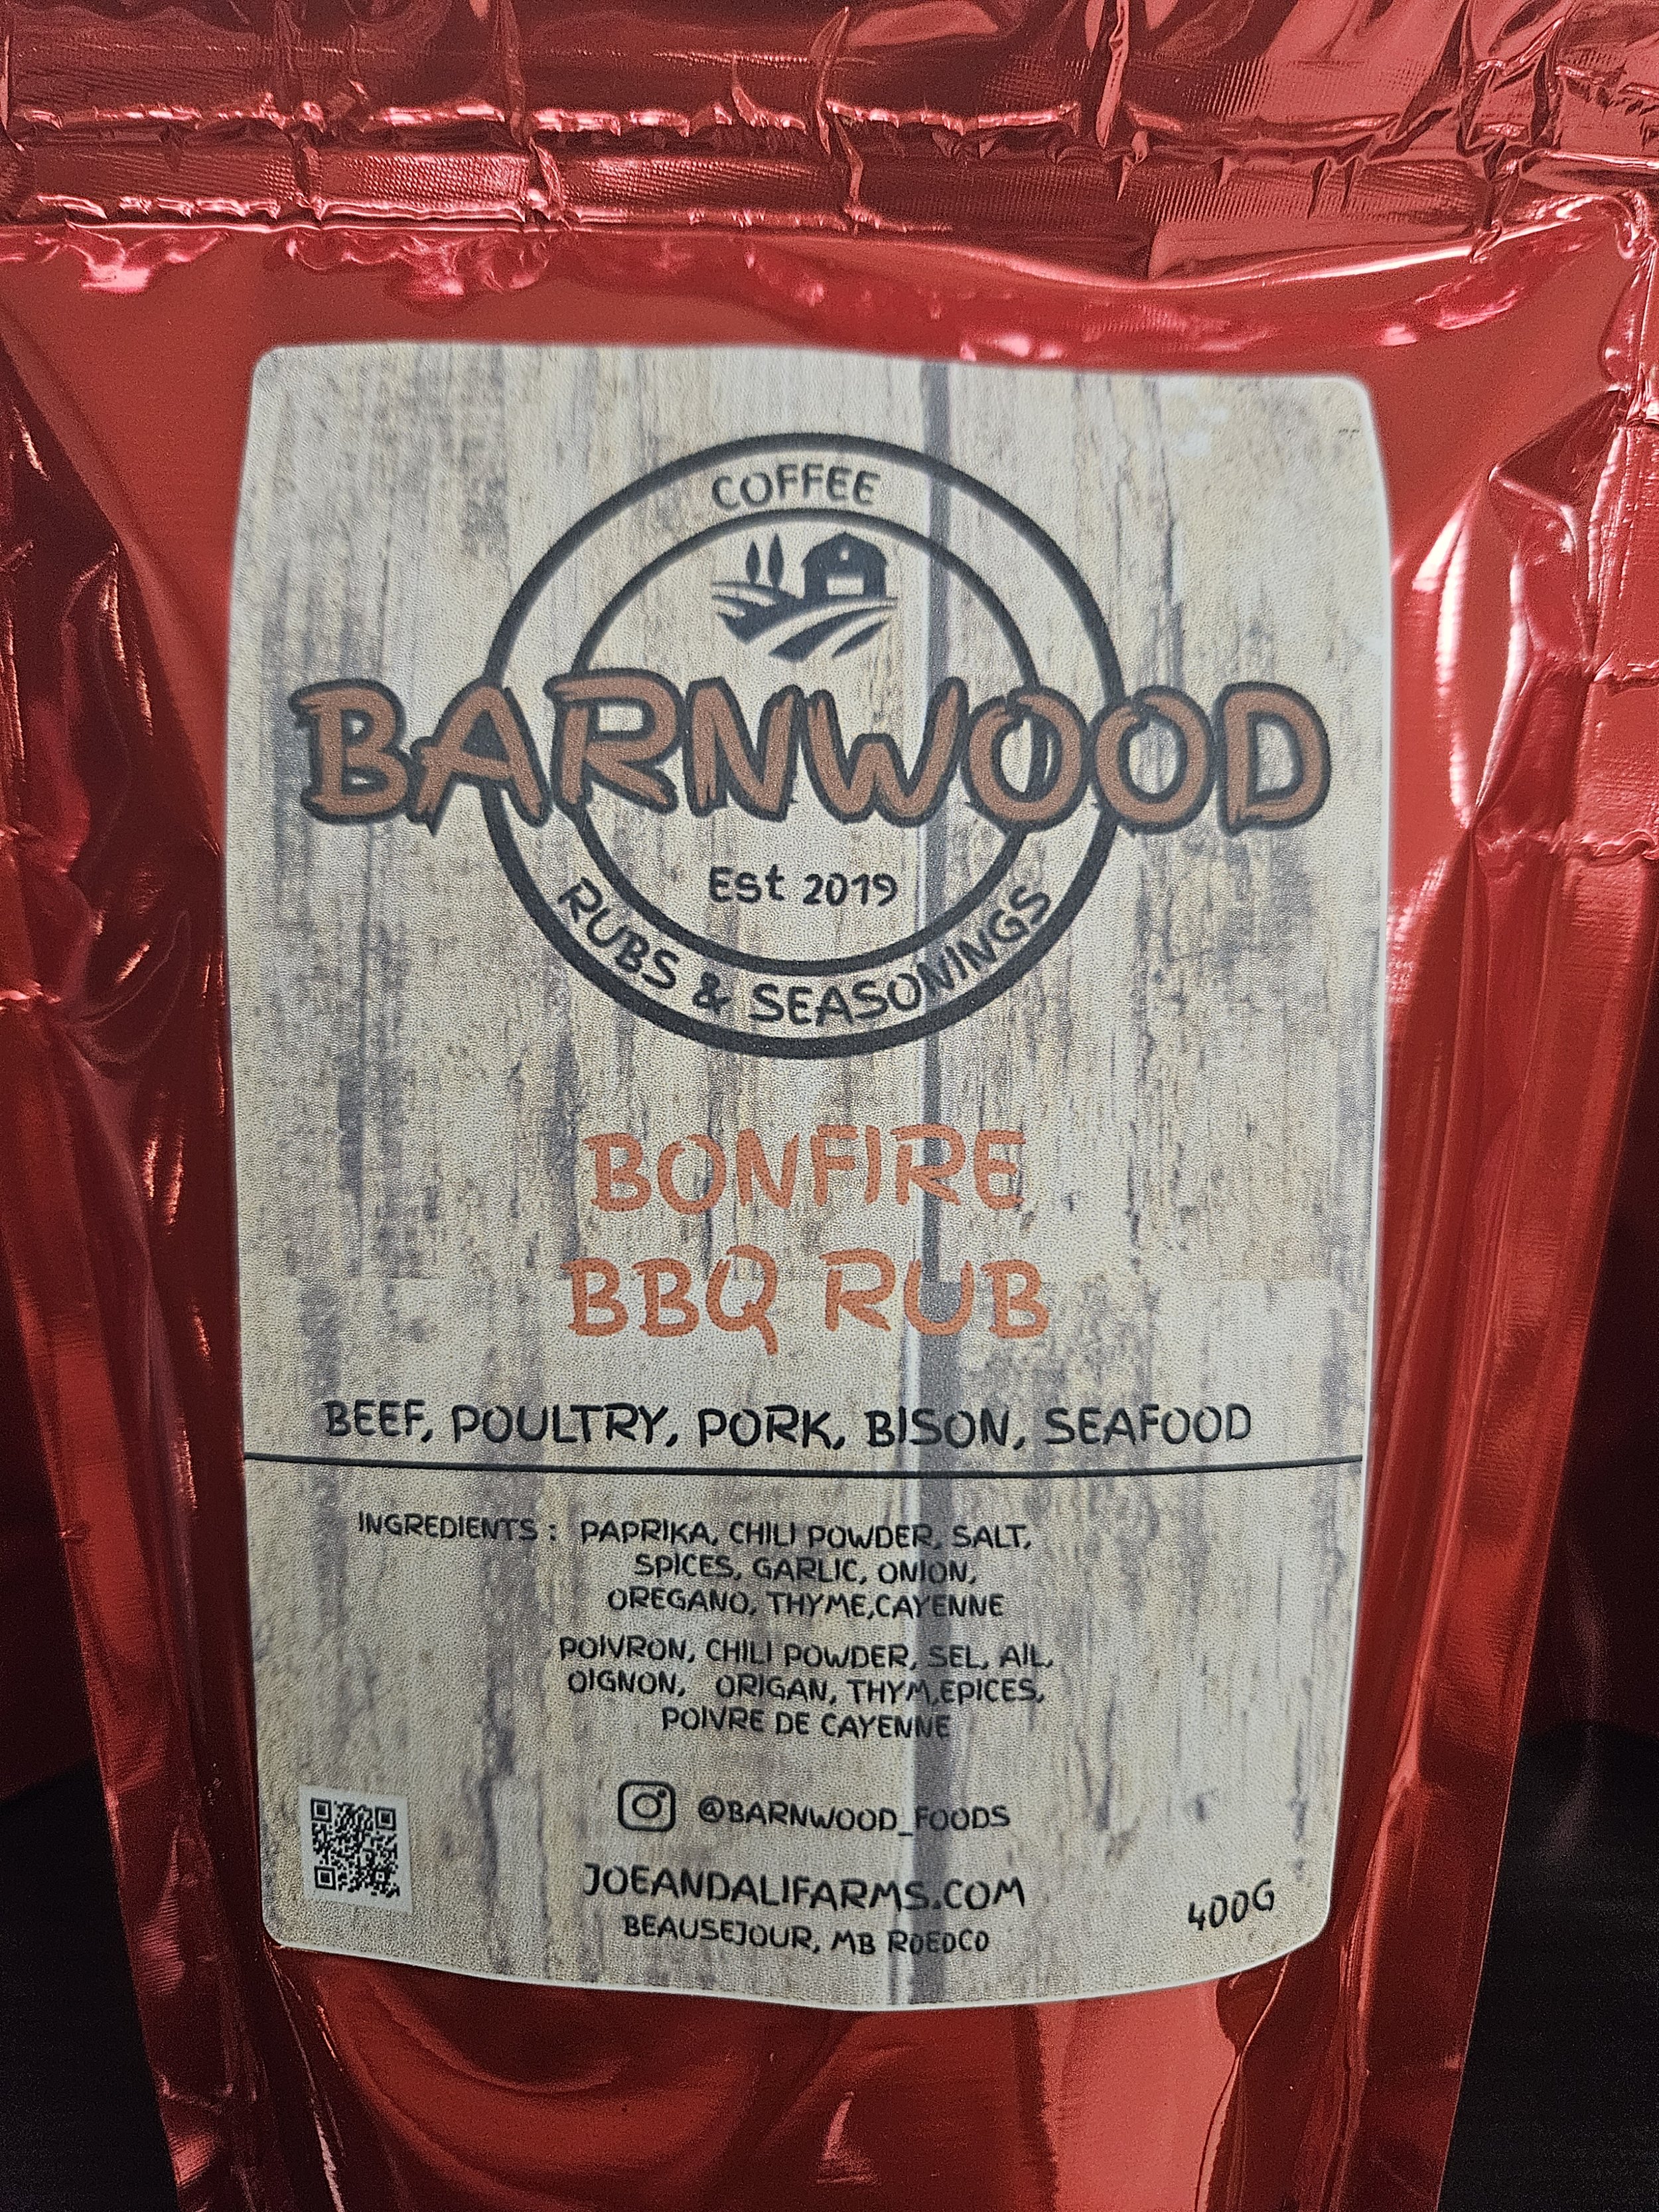 COFFEE
BARNWOOD
Est 2019
RUBS & SEASONINGS
BONFIRE
BBQ RUB
BEEF, POULTRY, PORK, BISON, SEAFOOD
INGREDIENTS : PAPRIKA, CHILI POWDER, SALT,
SPICES, GARLIC, ONION,
OREGANO, THYME,CAYENNE
POIVRON, CHILI POWDER, SEL, AIL,
OIGNON, ORIGAN, THYM,EPICES,
POIVRE DE CAYENNE
@BARNWOOD_FOODS
JOEANDALIFARMS.COM
BEAUSEJOUR, MB R0E0C0
400G